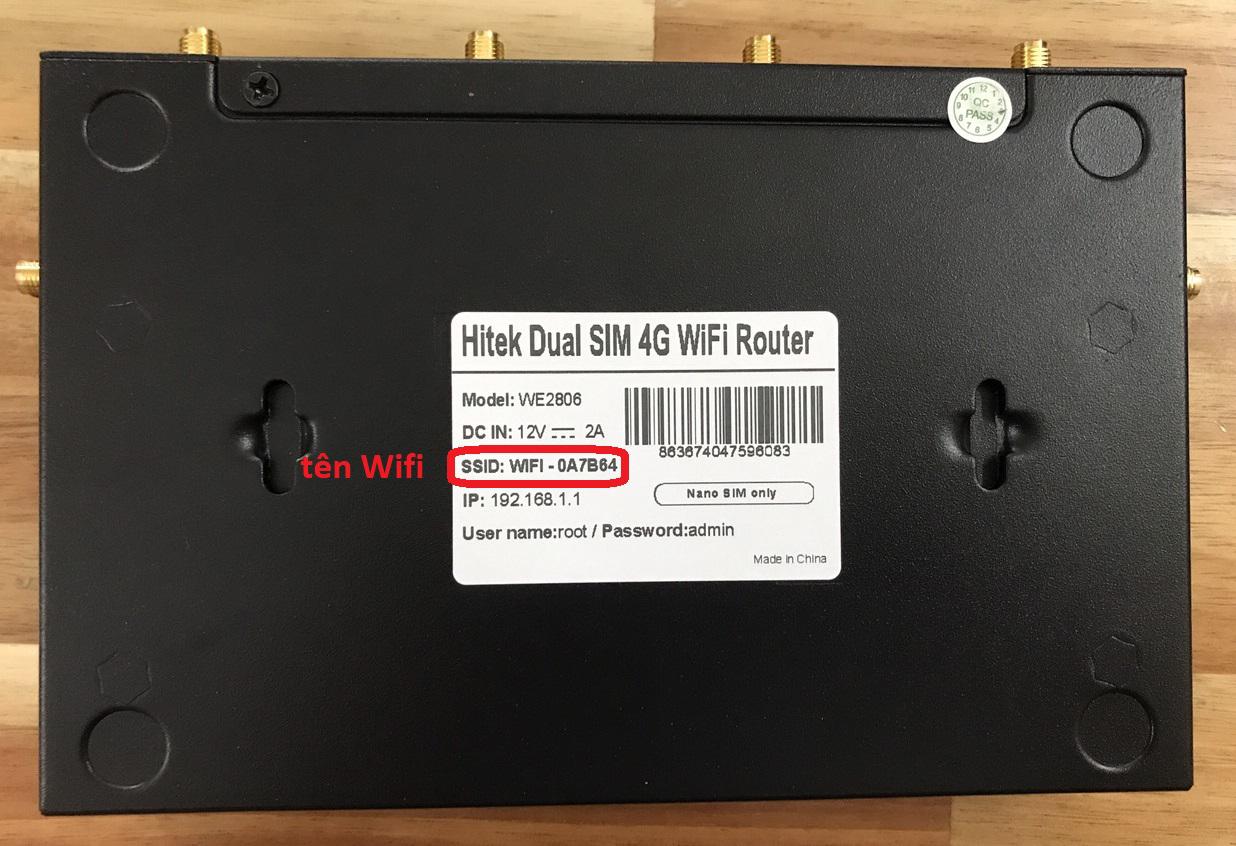 QC
PASS
Hitek Dual SIM 4G WiFi Router
Model: WE2806
DC IN: 12V 2A
863674047596083
tên Wifi
SSID: WIFI - 0A7B64
Nano SIM only
IP: 192.168.1.1
User name:root / Password:admin
Made in China